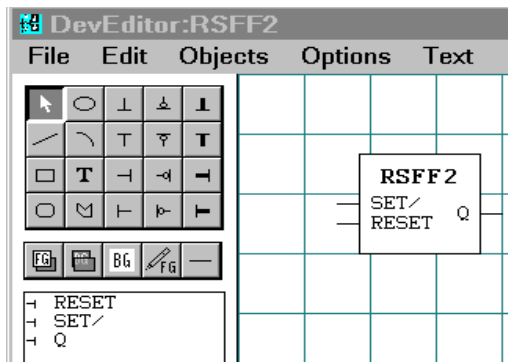 DevEditor:RSFF2
File Edit Objects Options Text
T
FG BG BG FG
RESET
SET/
Q
RSFF2
SET/
RESET
Q